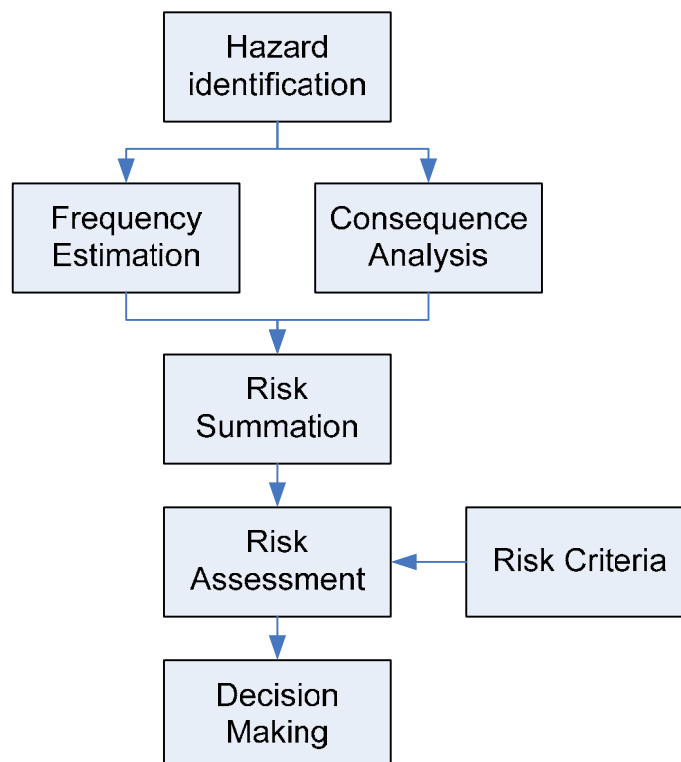 Hazard
identification
Frequency
Estimation
Consequence
Analysis
Risk
Summation
Risk
Assessment
Risk Criteria
Decision
Making